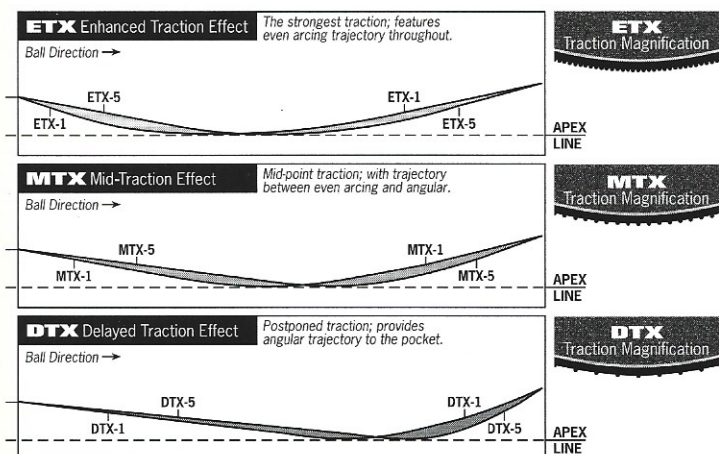 ETX Enhanced Traction Effect
The strongest traction; features
even arcing trajectory throughout.
Ball Direction →
ETX-5
ETX-1
ETX-1
ETX-5
APEX
LINE
ETX
Traction Magnification
MTX Mid-Traction Effect
Mid-point traction; with trajectory
between even arcing and angular.
Ball Direction →
MTX-5
MTX-1
MTX-1
MTX-5
APEX
LINE
MTX
Traction Magnification
DTX Delayed Traction Effect
Postponed traction; provides
angular trajectory to the pocket.
Ball Direction →
DTX-5
DTX-1
DTX-1
DTX-5
APEX
LINE
DTX
Traction Magnification